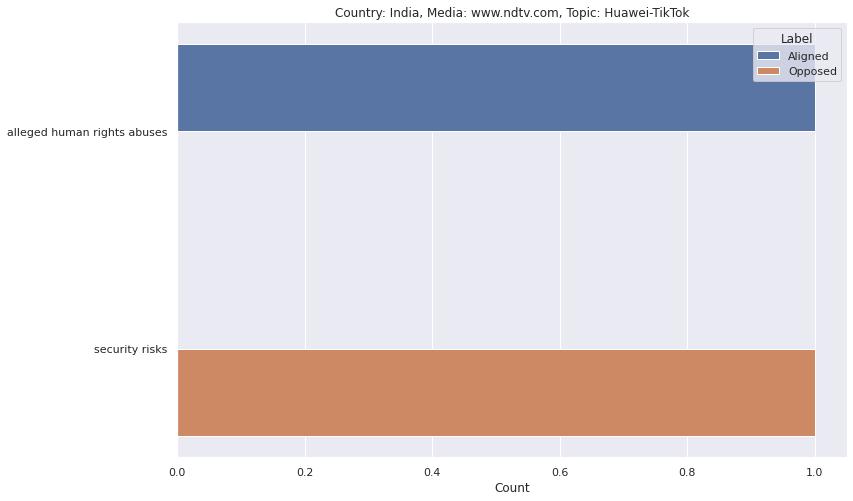 Country: India, Media: www.ndtv.com, Topic: Huawei-TikTok
Label
Aligned
Opposed
alleged human rights abuses
security risks
0.0 0.2 0.4 0.6 0.8 1.0
Count